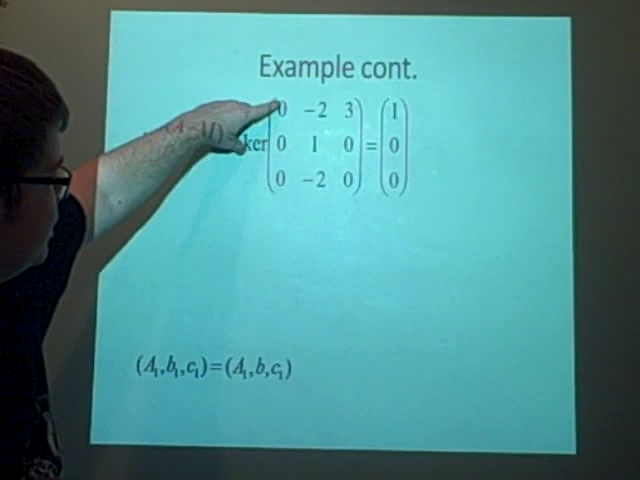 Example cont.
ker ( 0 -2 3 ) = ( 1 )
( 0 1 0 ) ( 0 )
( 0 -2 0 ) ( 0 )
(A₁,b₁,c₁)=(A₁,b,c₁)